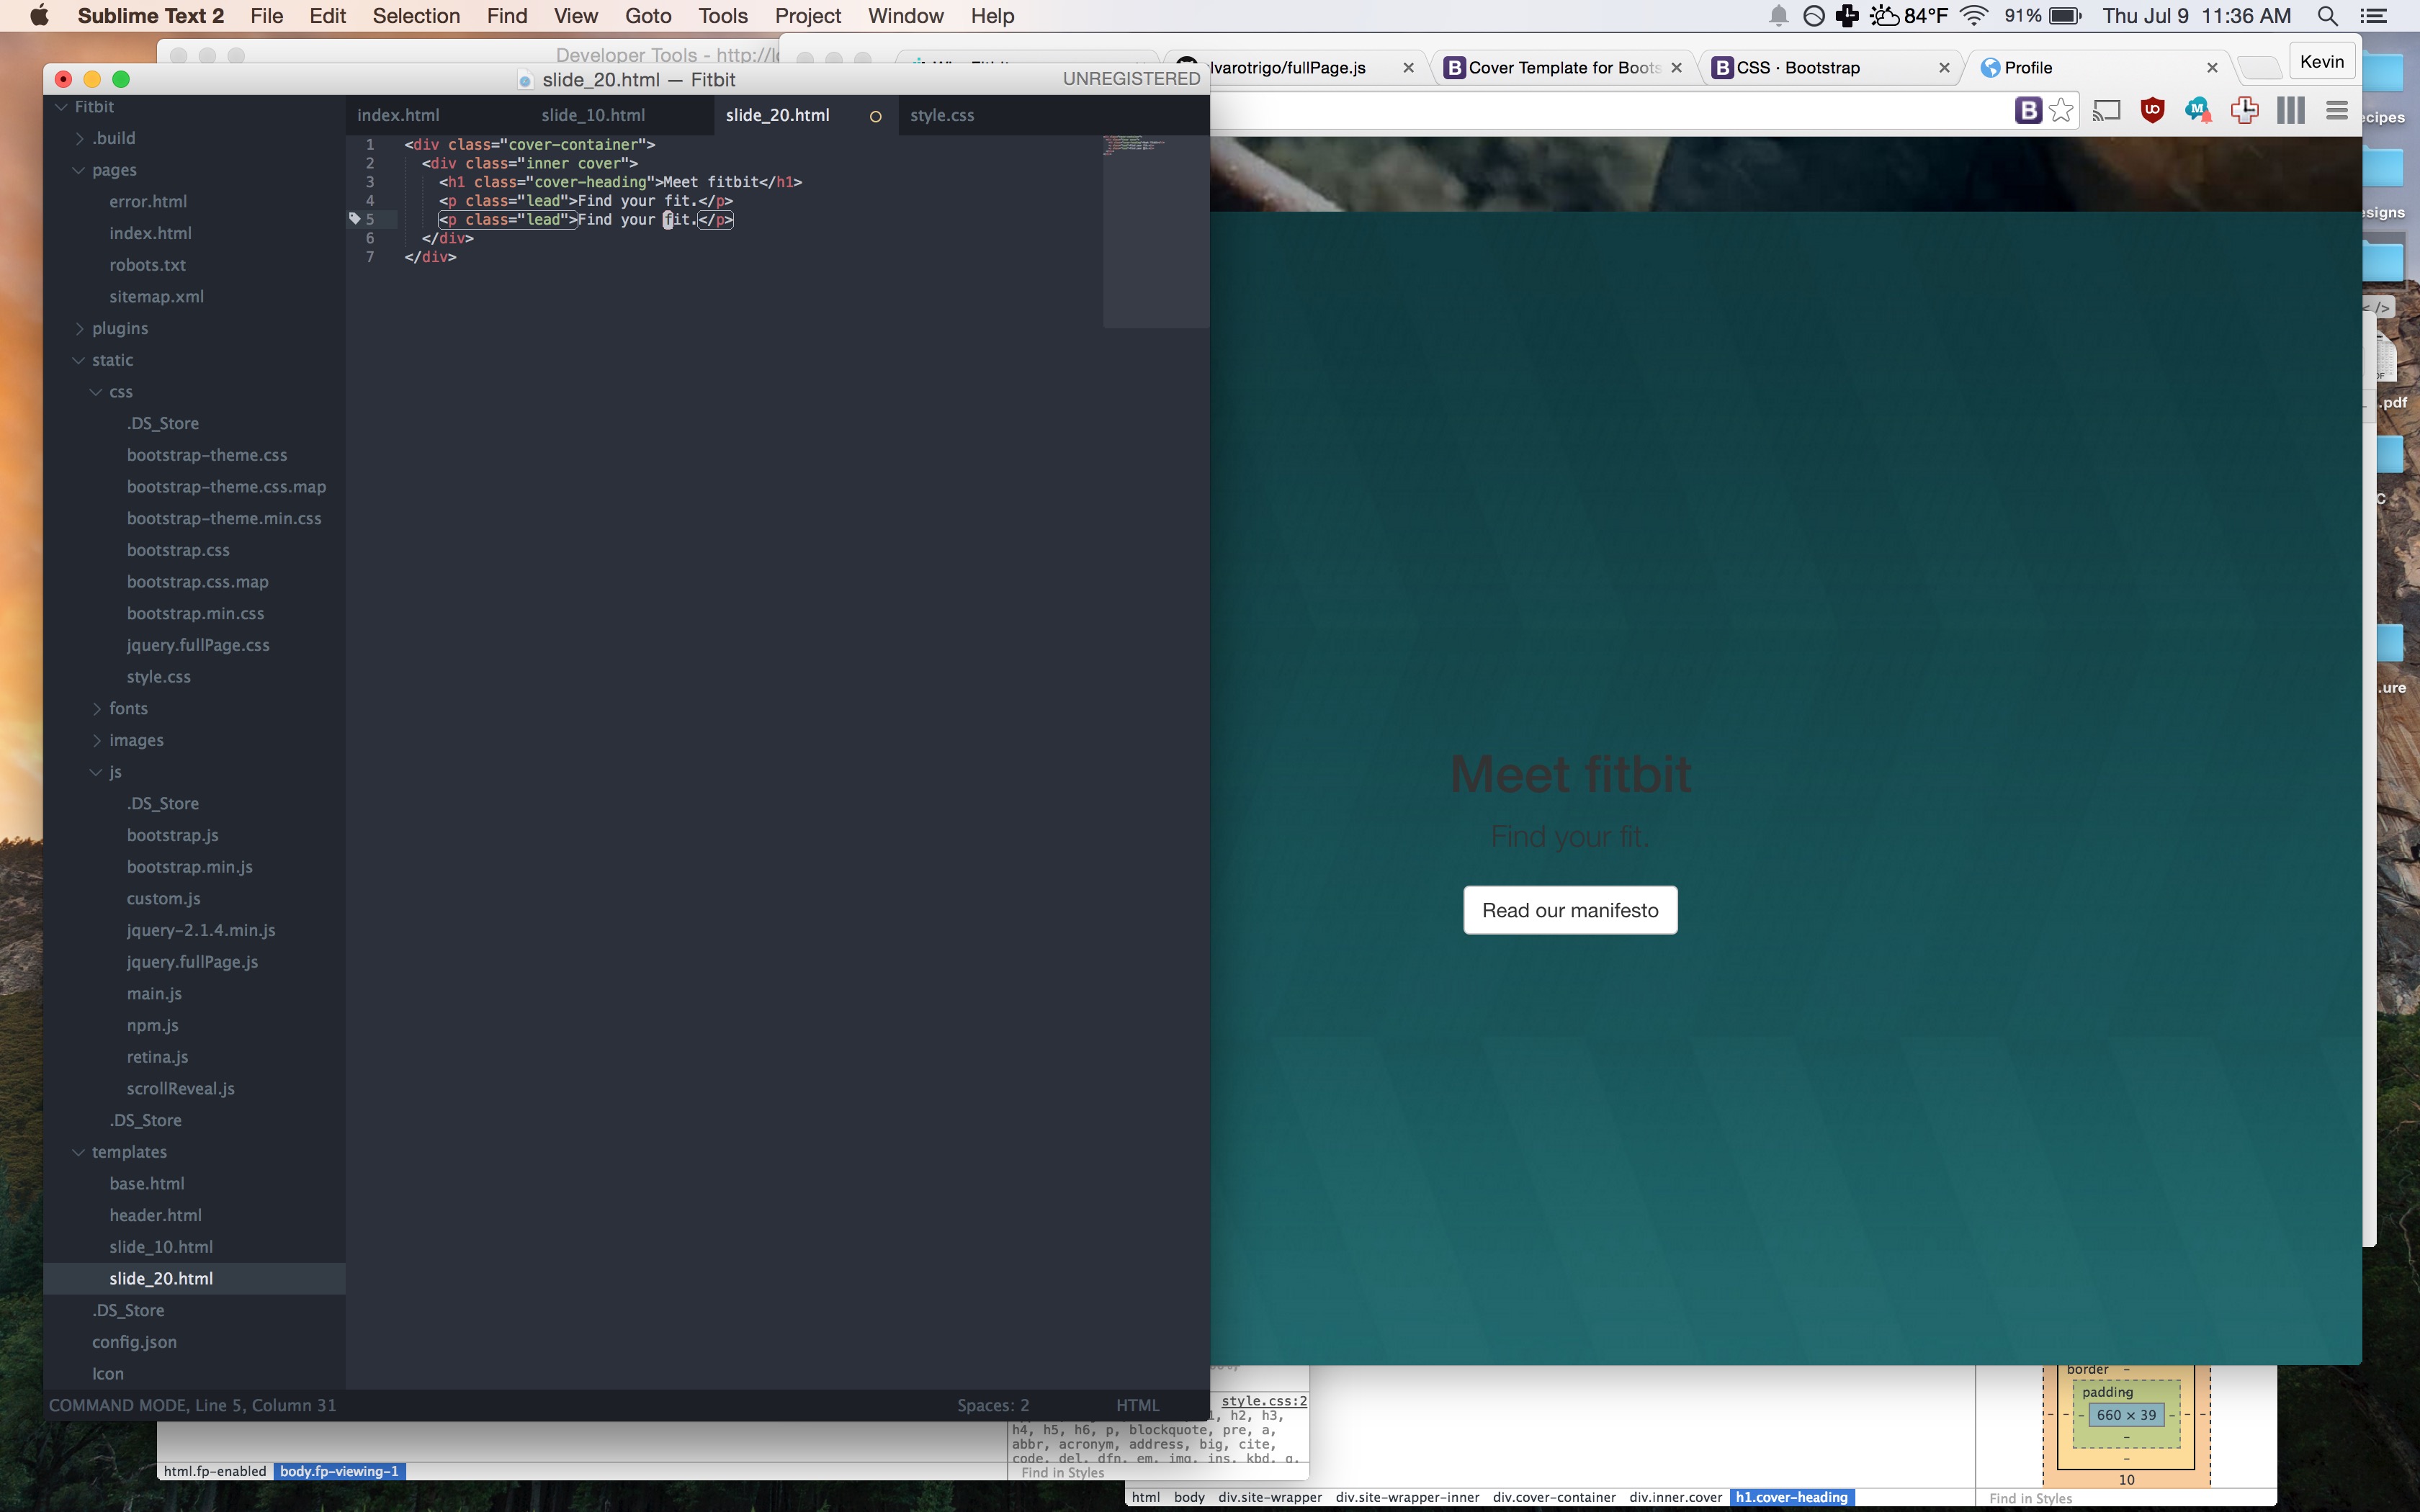 Sublime Text 2 File Edit Selection Find View Goto Tools Project Window Help
84°F 91% Thu Jul 9 11:36 AM
Developer Tools - http://l
slide_20.html — Fitbit
UNREGISTERED
lvarotrigo/fullPage.js
Cover Template for Boots
CSS · Bootstrap
Profile
Kevin
Fitbit
.build
pages
error.html
index.html
robots.txt
sitemap.xml
plugins
static
css
.DS_Store
bootstrap-theme.css
bootstrap-theme.css.map
bootstrap-theme.min.css
bootstrap.css
bootstrap.css.map
bootstrap.min.css
jquery.fullPage.css
style.css
fonts
images
js
.DS_Store
bootstrap.js
bootstrap.min.js
custom.js
jquery-2.1.4.min.js
jquery.fullPage.js
main.js
npm.js
retina.js
scrollReveal.js
.DS_Store
templates
base.html
header.html
slide_10.html
slide_20.html
.DS_Store
config.json
Icon
index.html slide_10.html slide_20.html style.css
1 <div class="cover-container">
2 <div class="inner cover">
3 <h1 class="cover-heading">Meet fitbit</h1>
4 <p class="lead">Find your fit.</p>
5 <p class="lead">Find your fit.</p>
6 </div>
7 </div>
COMMAND MODE, Line 5, Column 31
Spaces: 2
HTML
Meet fitbit
Find your fit.
Read our manifesto
ecipes
esigns
</>
.pdf
C
.ure
style.css:2
1, h2, h3,
h4, h5, h6, p, blockquote, pre, a,
abbr, acronym, address, big, cite,
code, del, dfn, em, img, ins, kbd, q,
Find in Styles
html.fp-enabled body.fp-viewing-1
border –
padding
660 × 39
10
html body div.site-wrapper div.site-wrapper-inner div.cover-container div.inner.cover h1.cover-heading
Find in Styles